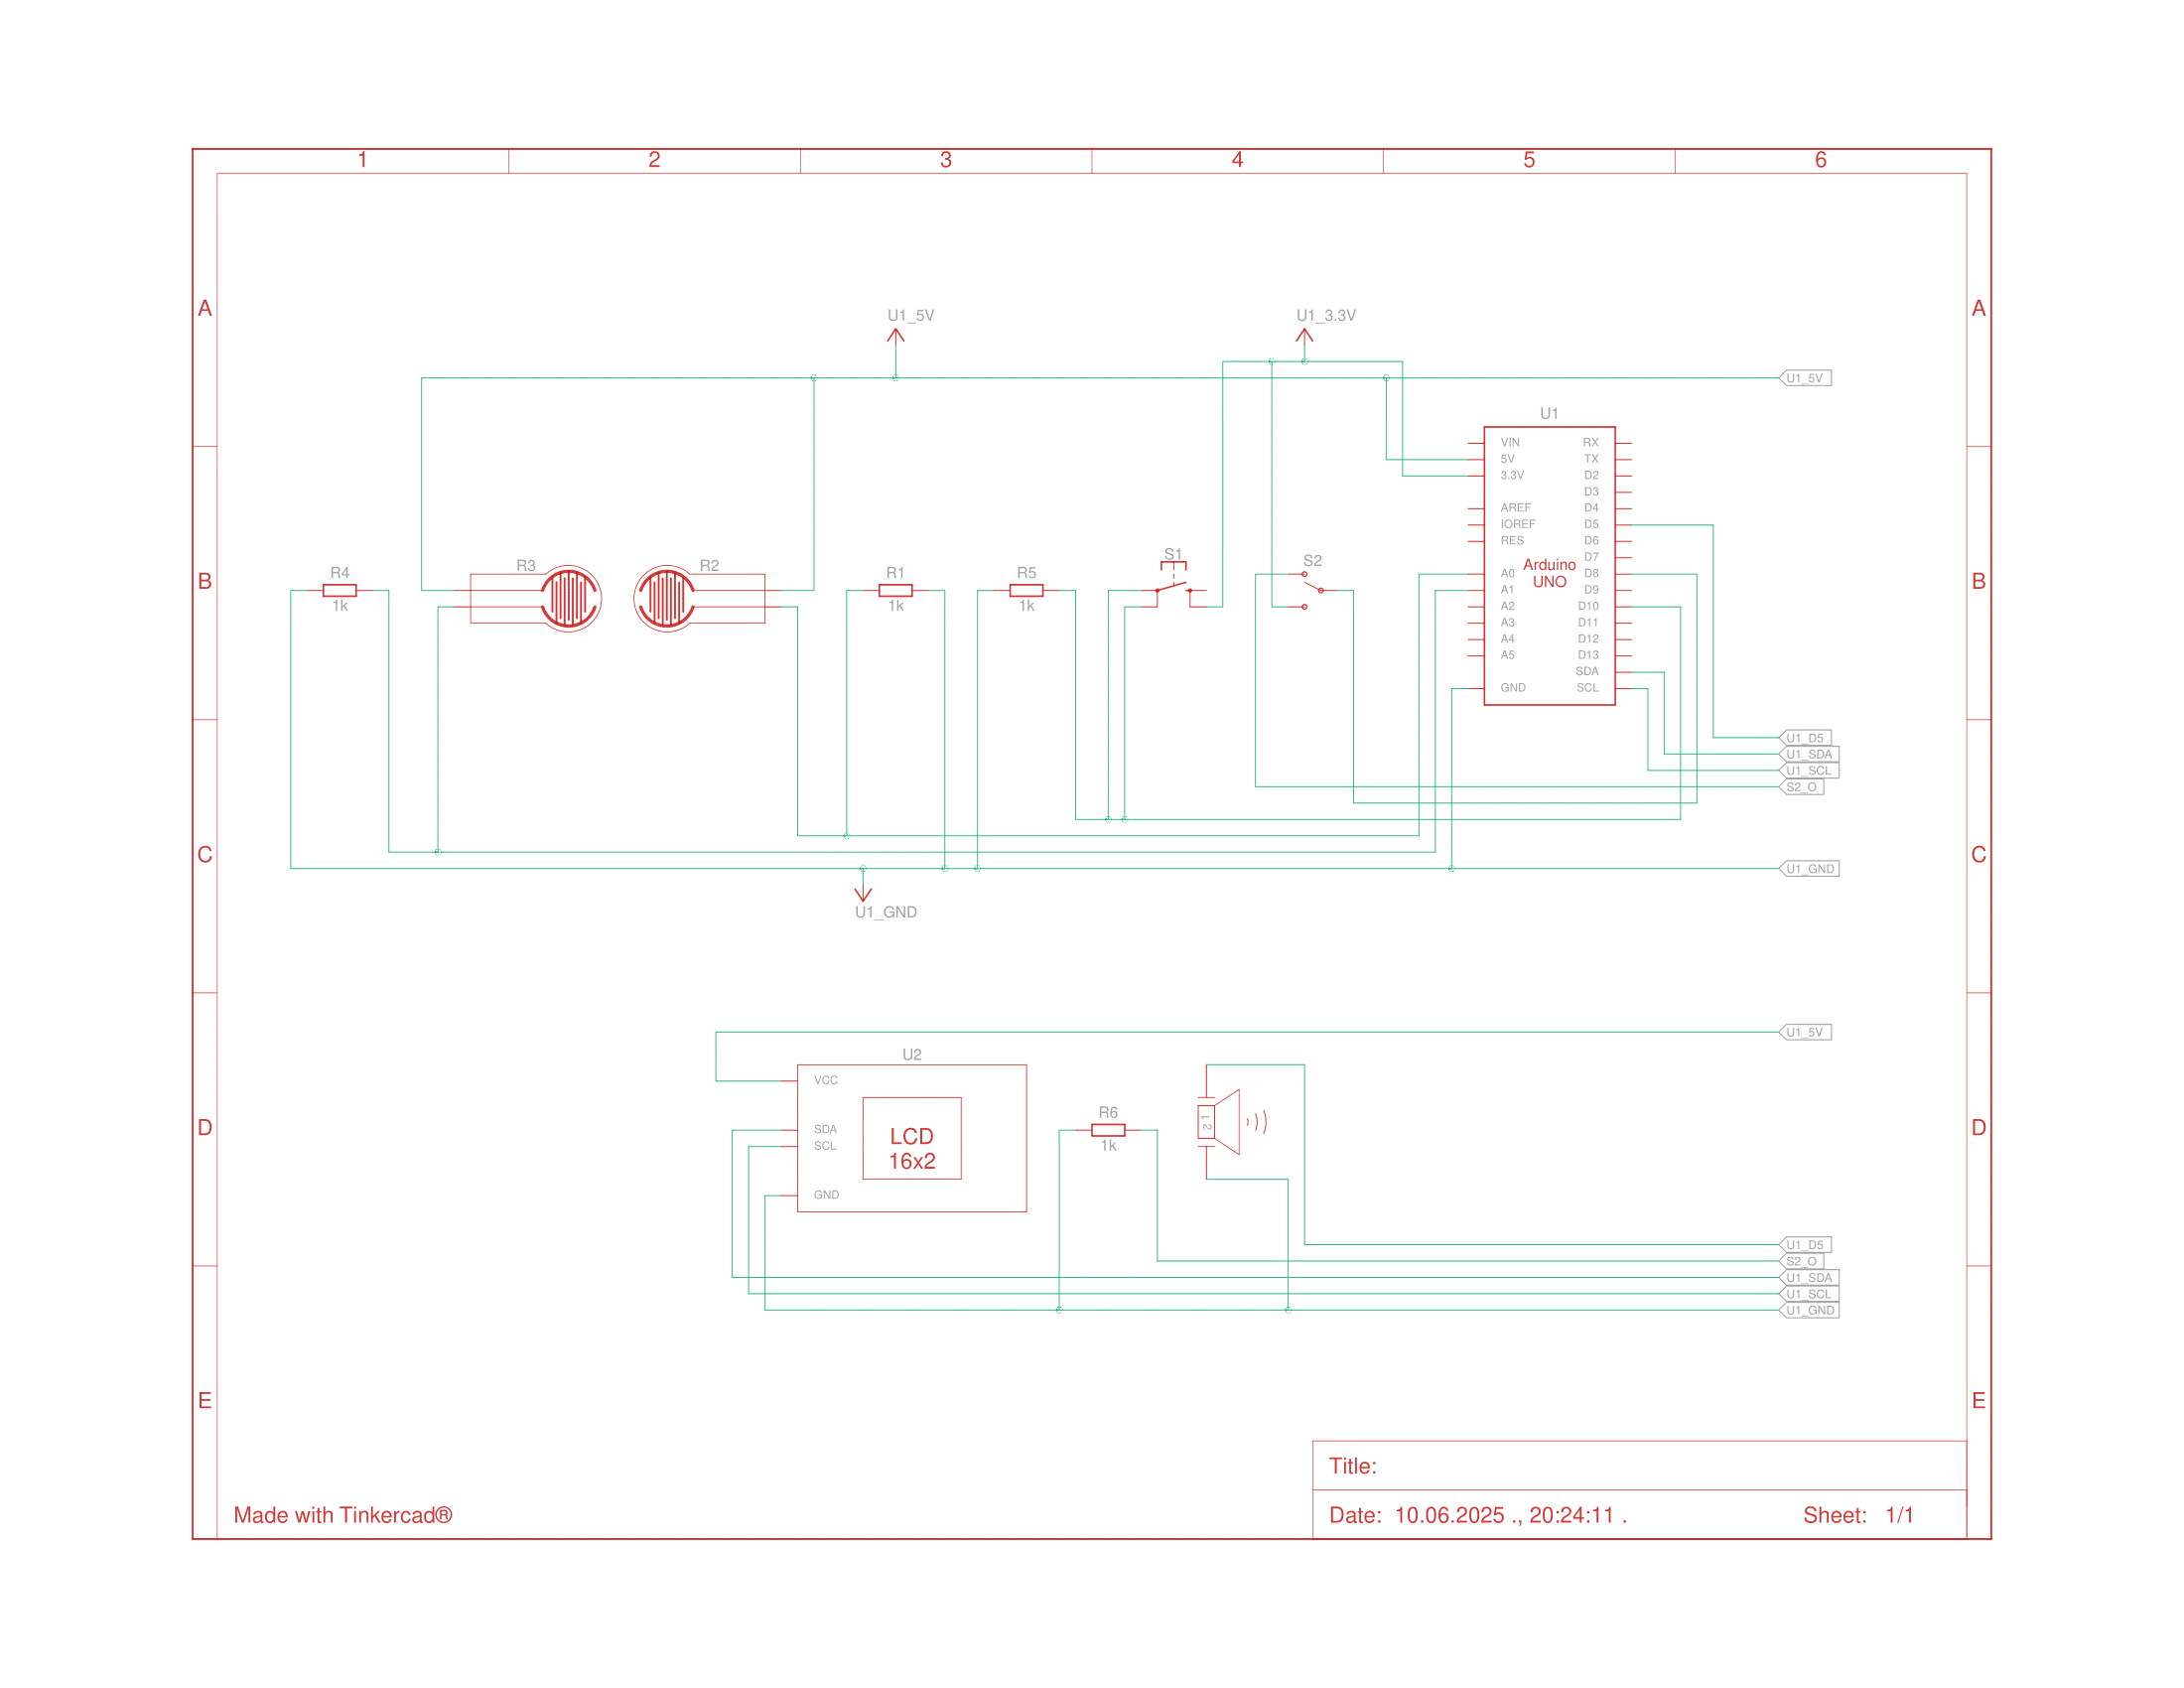 1 2 3 4 5 6
A A
U1_5V U1_3.3V
U1_5V
U1
VIN RX
5V TX
3.3V D2
D3
AREF D4
IOREF D5
RES D6
D7
Arduino
UNO
A0 D8
A1 D9
A2 D10
A3 D11
A4 D12
A5 D13
SDA
GND SCL
B B
R4
1k
R3
R2
R1
1k
R5
1k
S1
S2
U1_D5
U1_SDA
U1_SCL
S2_O
C C
U1_GND
U1_GND
U1_5V
U2
VCC
SDA
SCL
GND
LCD
16x2
R6
1k
1 2
D D
U1_D5
S2_O
U1_SDA
U1_SCL
U1_GND
E E
Title:
Made with Tinkercad®
Date: 10.06.2025 ., 20:24:11 . Sheet: 1/1